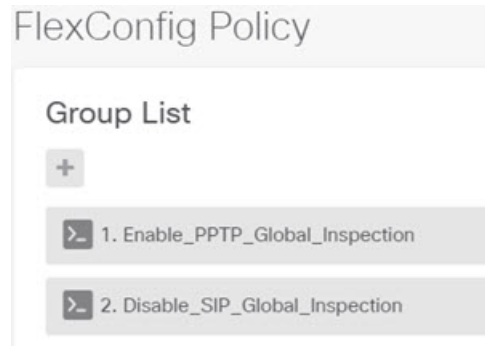 FlexConfig Policy
Group List
+
>_ 1. Enable_PPTP_Global_Inspection
>_ 2. Disable_SIP_Global_Inspection